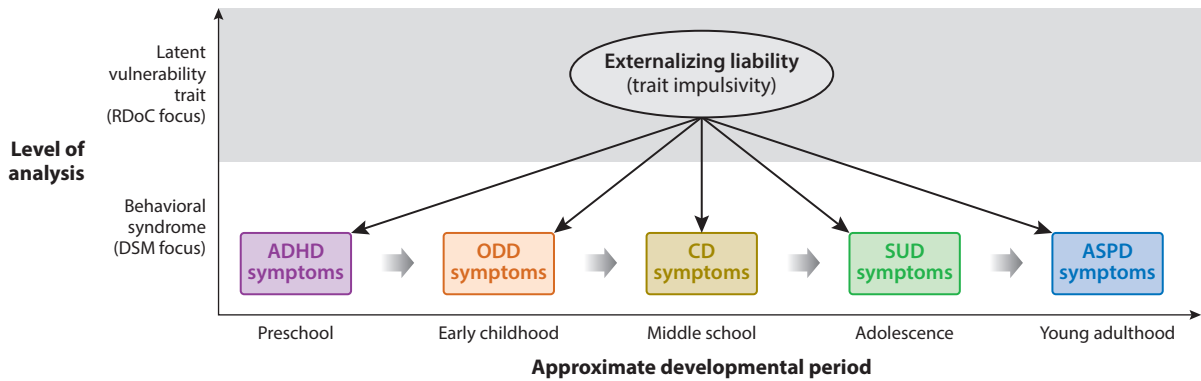 Latent
vulnerability
trait
(RDoC focus)
Externalizing liability
(trait impulsivity)
Level of
analysis
Behavioral
syndrome
(DSM focus)
ADHD
symptoms
ODD
symptoms
CD
symptoms
SUD
symptoms
ASPD
symptoms
Preschool
Early childhood
Middle school
Adolescence
Young adulthood
Approximate developmental period